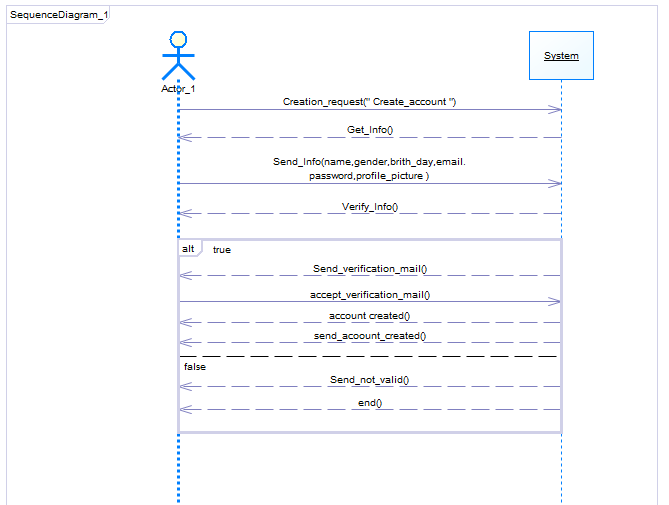 SequenceDiagram_1
System
Actor_1
Creation_request(" Create_account ")
Get_Info()
Send_Info(name,gender,brith_day,email.
password,profile_picture )
Verify_Info()
alt
true
Send_verification_mail()
accept_verification_mail()
account created()
send_acoount_created()
false
Send_not_valid()
end()